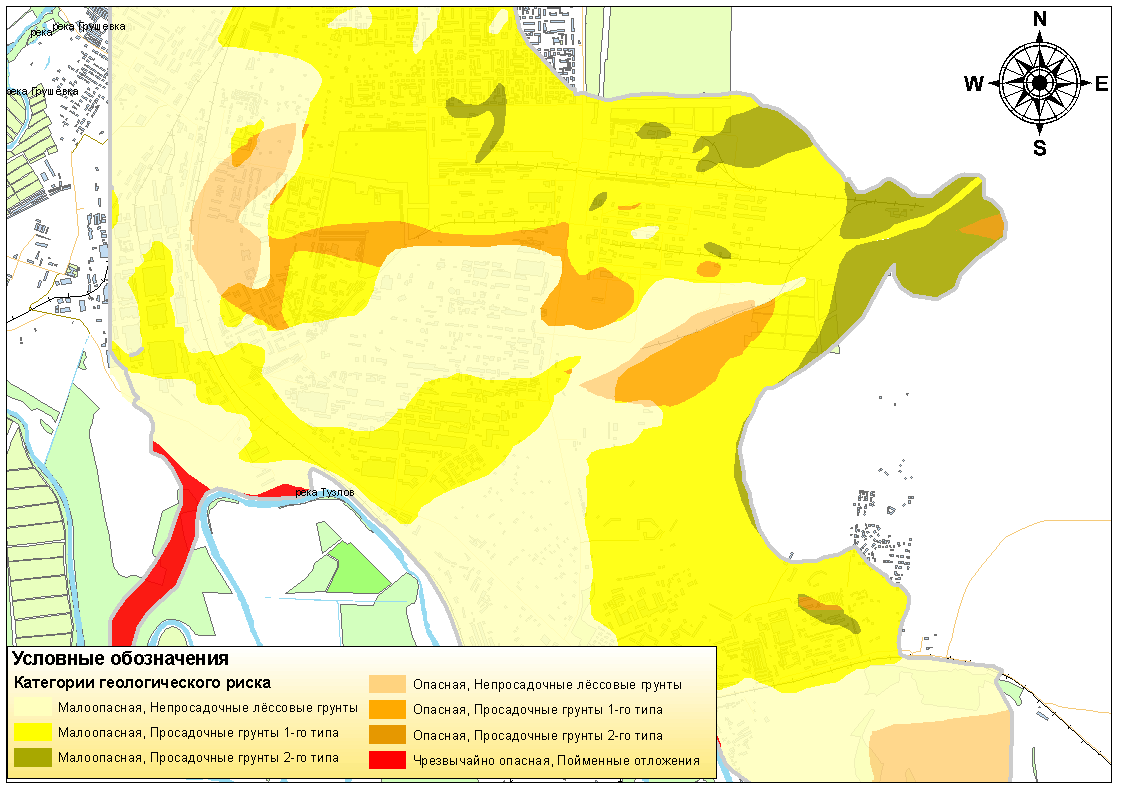 река Грушевка
река
река Грушевка
N
W
E
S
река Тузлов
Условные обозначения
Категории геологического риска
Малоопасная, Непросадочные лёссовые грунты
Малоопасная, Просадочные грунты 1-го типа
Малоопасная, Просадочные грунты 2-го типа
Опасная, Непросадочные лёссовые грунты
Опасная, Просадочные грунты 1-го типа
Опасная, Просадочные грунты 2-го типа
Чрезвычайно опасная, Пойменные отложения